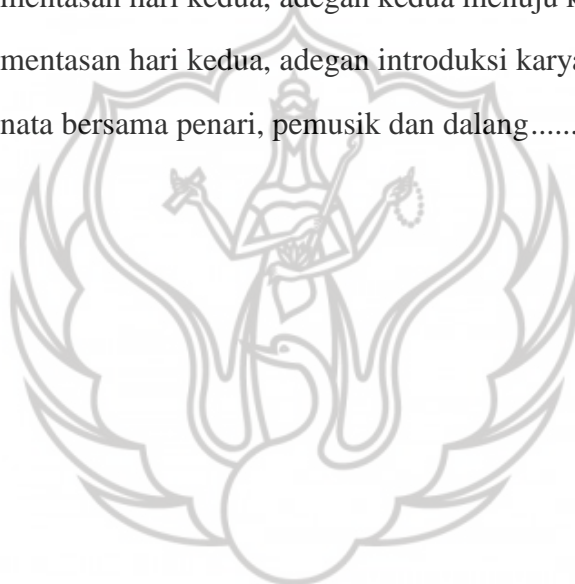 mentasan hari kedua, adegan kedua menuju k
mentasan hari kedua, adegan introduksi karya
nata bersama penari, pemusik dan dalang......